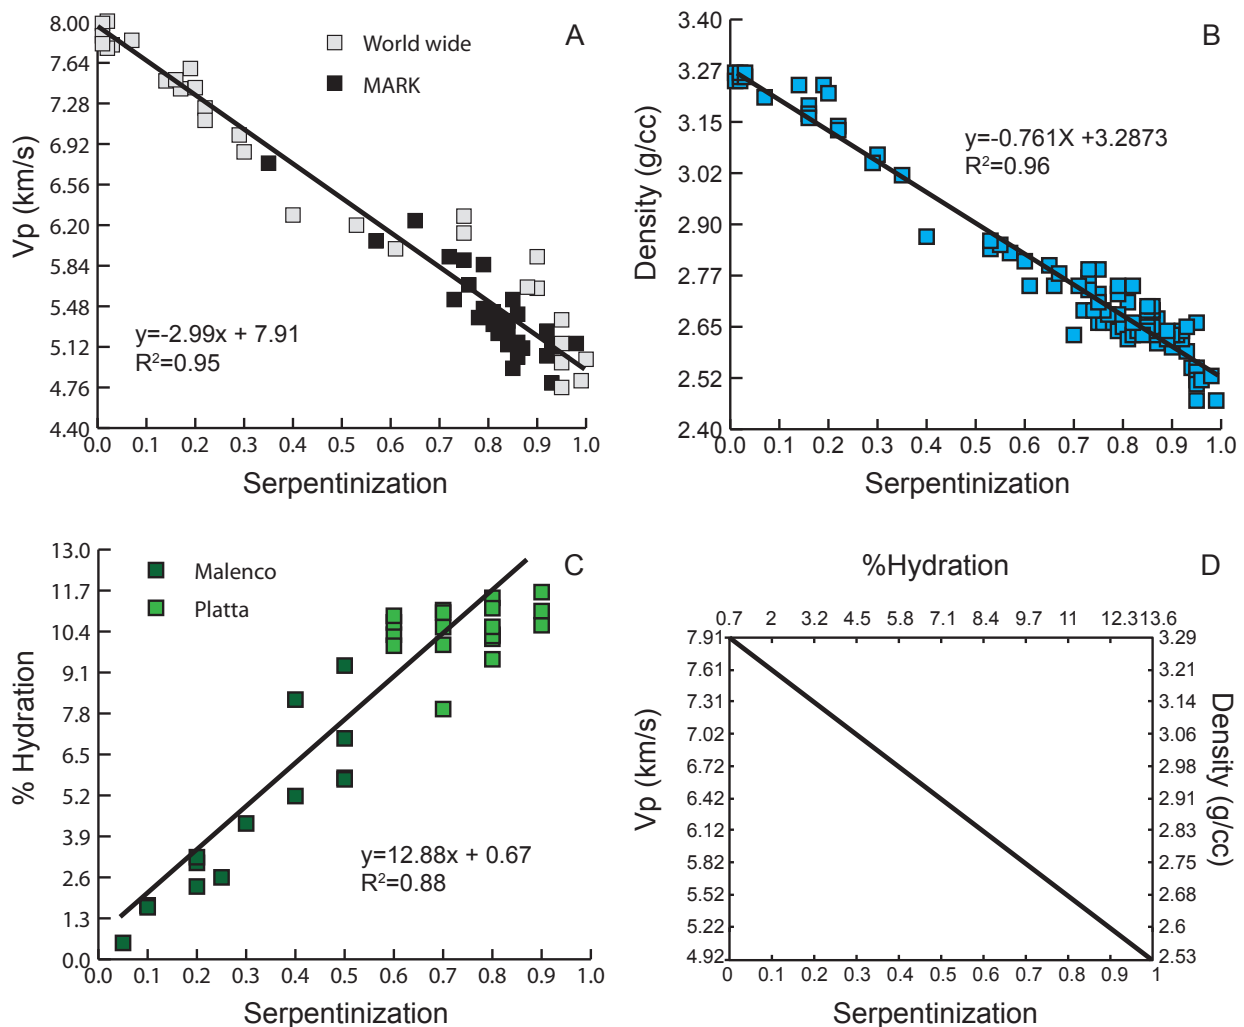 A
8.00
7.64
7.28
6.92
6.56
6.20
5.84
5.48
5.12
4.76
4.40
Vp (km/s)
World wide
MARK
y=-2.99x + 7.91
R²=0.95
0.0 0.1 0.2 0.3 0.4 0.5 0.6 0.7 0.8 0.9 1.0
Serpentinization
B
3.40
3.27
3.15
3.02
2.90
2.77
2.65
2.52
2.40
Density (g/cc)
y=-0.761X +3.2873
R²=0.96
0.0 0.1 0.2 0.3 0.4 0.5 0.6 0.7 0.8 0.9 1.0
Serpentinization
C
13.0
11.7
10.4
9.1
7.8
6.5
5.2
3.9
2.6
1.3
0.0
% Hydration
Malenco
Platta
y=12.88x + 0.67
R²=0.88
0.0 0.1 0.2 0.3 0.4 0.5 0.6 0.7 0.8 0.9 1.0
Serpentinization
%Hydration
D
0.7 2 3.2 4.5 5.8 7.1 8.4 9.7 11 12.3 13.6
7.91
7.61
7.31
7.02
6.72
6.42
6.12
5.82
5.52
5.22
4.92
Vp (km/s)
3.29
3.21
3.14
3.06
2.98
2.91
2.83
2.75
2.68
2.6
2.53
Density (g/cc)
0 0.1 0.2 0.3 0.4 0.5 0.6 0.7 0.8 0.9 1
Serpentinization